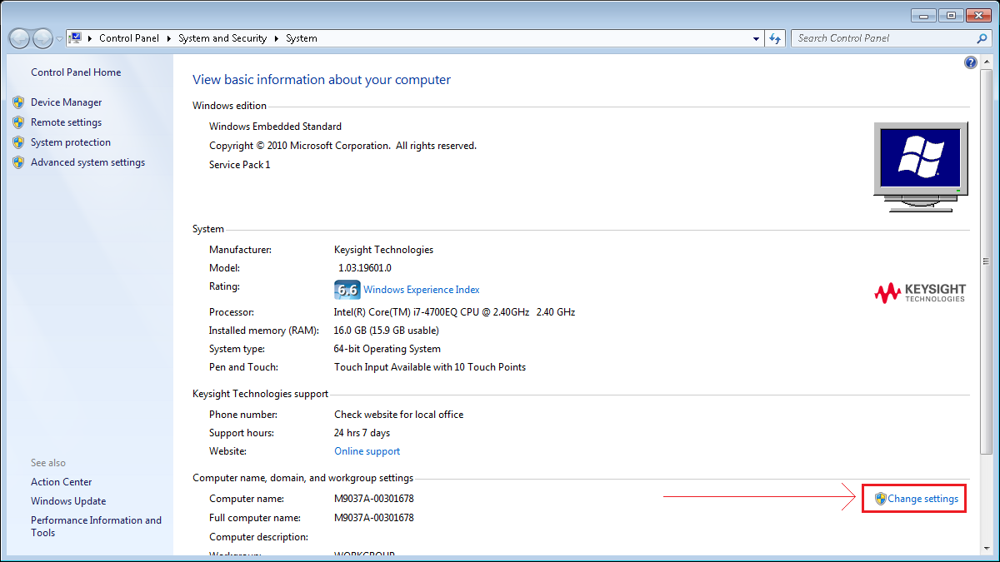 Control Panel ▸ System and Security ▸ System
Search Control Panel
Control Panel Home
Device Manager
Remote settings
System protection
Advanced system settings
See also
Action Center
Windows Update
Performance Information and
Tools
View basic information about your computer
Windows edition
Windows Embedded Standard
Copyright © 2010 Microsoft Corporation. All rights reserved.
Service Pack 1
System
Manufacturer: Keysight Technologies
Model: 1.03.19601.0
Rating: 6.6 Windows Experience Index
KEYSIGHT
TECHNOLOGIES
Processor: Intel(R) Core(TM) i7-4700EQ CPU @ 2.40GHz 2.40 GHz
Installed memory (RAM): 16.0 GB (15.9 GB usable)
System type: 64-bit Operating System
Pen and Touch: Touch Input Available with 10 Touch Points
Keysight Technologies support
Phone number: Check website for local office
Support hours: 24 hrs 7 days
Website: Online support
Computer name, domain, and workgroup settings
Computer name: M9037A-00301678 Change settings
Full computer name: M9037A-00301678
Computer description:
Workgroup: WORKGROUP